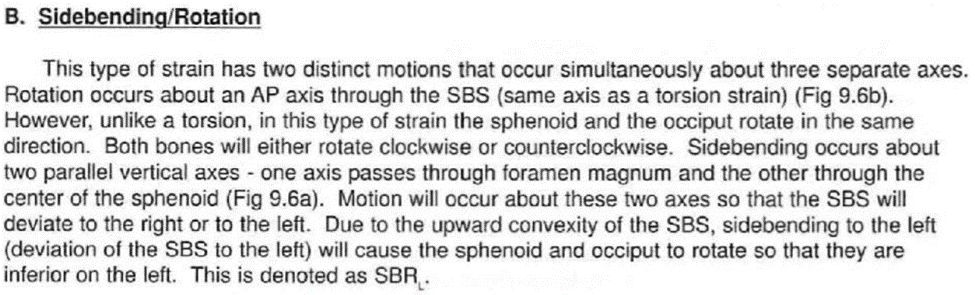 B. Sidebending/Rotation
This type of strain has two distinct motions that occur simultaneously about three separate axes.
Rotation occurs about an AP axis through the SBS (same axis as a torsion strain) (Fig 9.6b).
However, unlike a torsion, in this type of strain the sphenoid and the occiput rotate in the same
direction. Both bones will either rotate clockwise or counterclockwise. Sidebending occurs about
two parallel vertical axes - one axis passes through foramen magnum and the other through the
center of the sphenoid (Fig 9.6a). Motion will occur about these two axes so that the SBS will
deviate to the right or to the left. Due to the upward convexity of the SBS, sidebending to the left
(deviation of the SBS to the left) will cause the sphenoid and occiput to rotate so that they are
inferior on the left. This is denoted as SBRL.